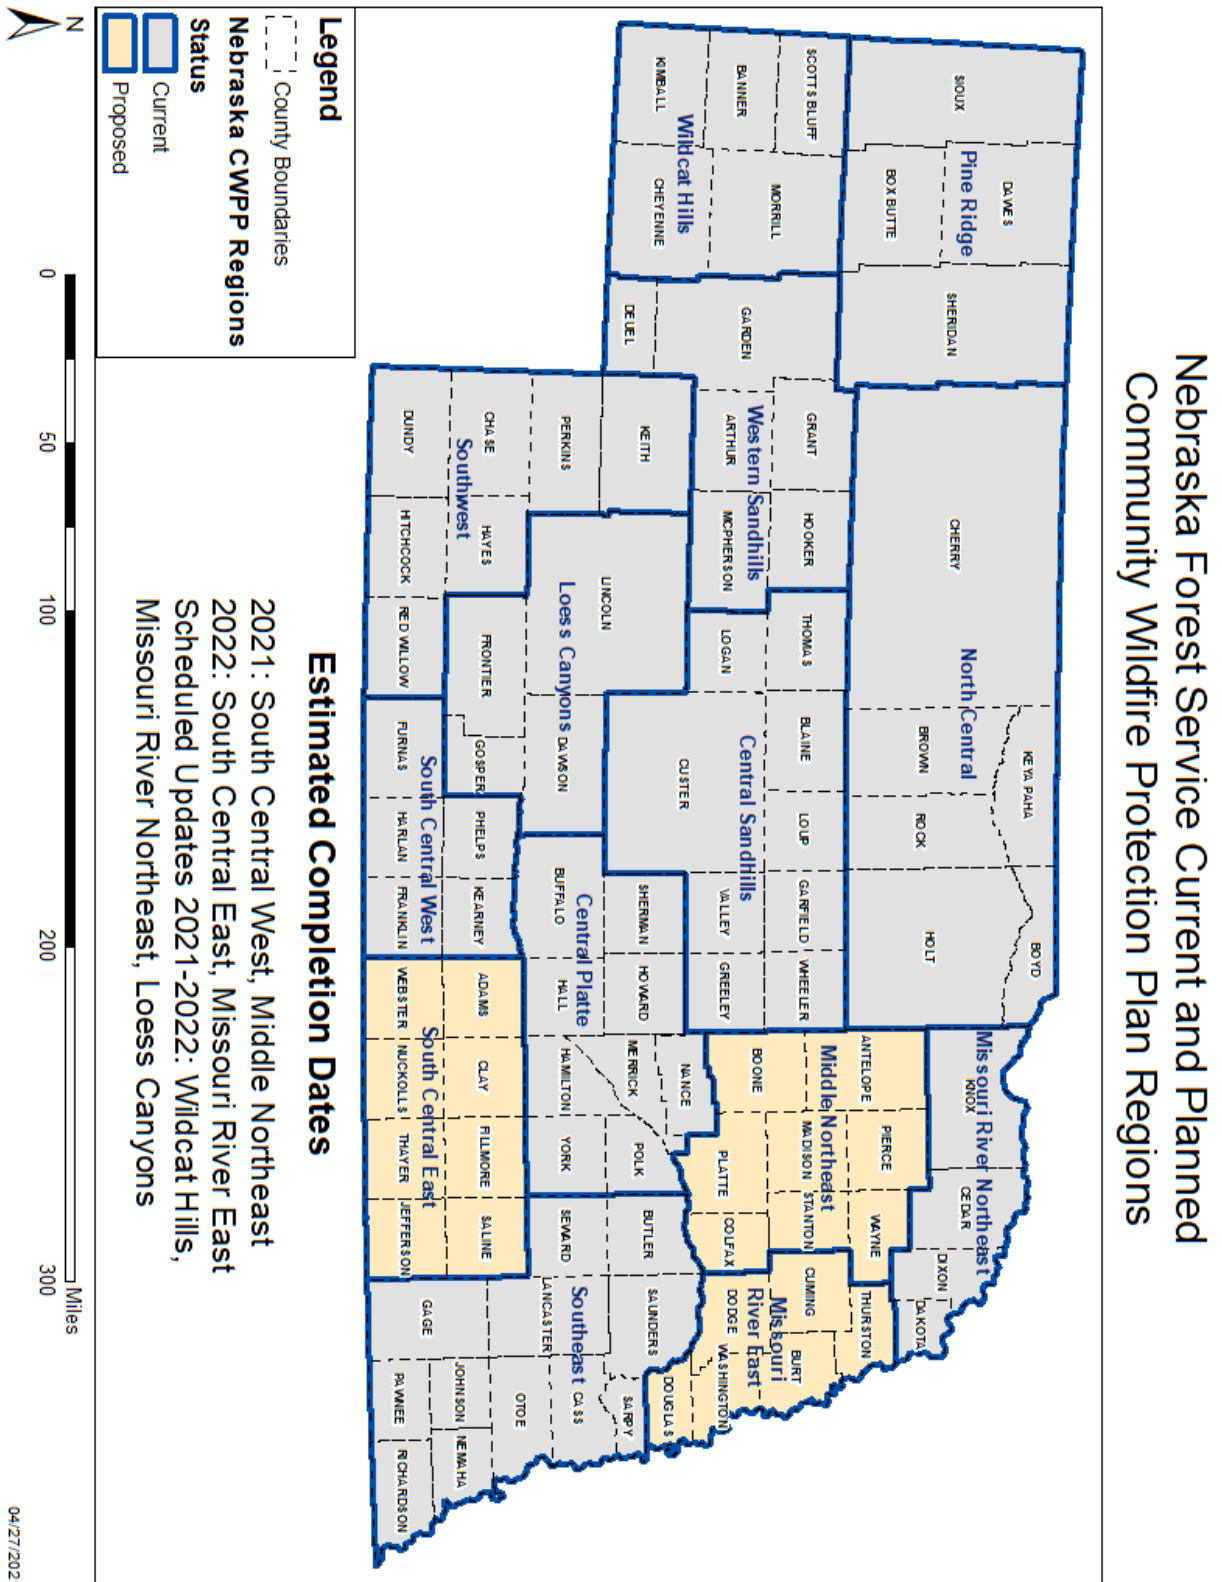 Nebraska Forest Service Current and Planned
Community Wildfire Protection Plan Regions
SIOUX
DAWES
Pine Ridge
BOX BUTTE
SHERIDAN
SCOTTS BLUFF
BANNER
KIMBALL
Wildcat Hills
MORRILL
CHEYENNE
GARDEN
DEUEL
GRANT
Western Sandhills
ARTHUR
HOOKER
MCPHERSON
CHERRY
North Central
KEYA PAHA
BROWN
ROCK
BOYD
HOLT
THOMAS
LOGAN
BLAINE
Central Sandhills
CUSTER
LOUP
GARFIELD
VALLEY
WHEELER
GREELEY
KEITH
PERKINS
CHASE
Southwest
DUNDY
HAYES
HITCHCOCK
RED WILLOW
LINCOLN
Loess Canyons
FRONTIER
DAWSON
GOSPER
FURNAS
South Central West
PHELPS
HARLAN
KEARNEY
FRANKLIN
SHERMAN
BUFFALO
Central Platte
HOWARD
HALL
NANCE
MERRICK
HAMILTON
POLK
YORK
ADAMS
WEBSTER
South Central East
CLAY
NUCKOLLS
FILLMORE
THAYER
SALINE
JEFFERSON
Missouri River Northeast
KNOX
CEDAR
DIXON
DAKOTA
ANTELOPE
BOONE
Middle Northeast
PIERCE
MADISON
PLATTE
WAYNE
STANTON
COLFAX
THURSTON
CUMING
Missouri
River East
BURT
DODGE
WASHINGTON
DOUGLAS
BUTLER
SEWARD
SAUNDERS
LANCASTER
Southeast
SARPY
CASS
OTOE
GAGE
JOHNSON
NEMAHA
PAWNEE
RICHARDSON
Legend
County Boundaries
Nebraska CWPP Regions
Status
Current
Proposed
Estimated Completion Dates
2021: South Central West, Middle Northeast
2022: South Central East, Missouri River East
Scheduled Updates 2021-2022: Wildcat Hills,
Missouri River Northeast, Loess Canyons
N
0 50 100 200 300
Miles
04/27/202